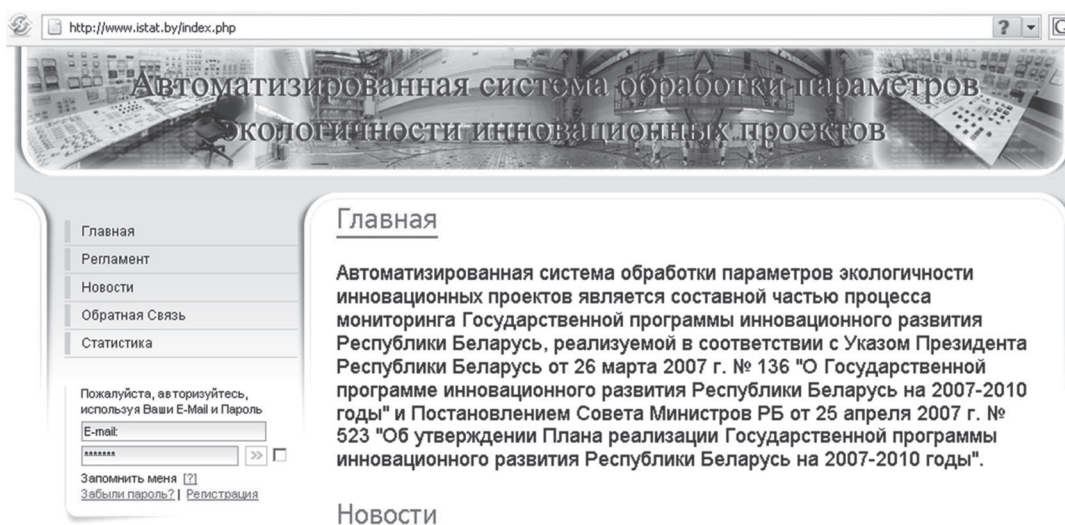 http://www.istat.by/index.php
?
Автоматизированная система обработки параметров
экологичности инновационных проектов
Главная
Регламент
Новости
Обратная Связь
Статистика
Пожалуйста, авторизуйтесь,
используя Ваши E-Mail и Пароль
E-mail:
*******
>>
Запомнить меня [?]
Забыли пароль? | Регистрация
Главная
Автоматизированная система обработки параметров экологичности
инновационных проектов является составной частью процесса
мониторинга Государственной программы инновационного развития
Республики Беларусь, реализуемой в соответствии с Указом Президента
Республики Беларусь от 26 марта 2007 г. № 136 "О Государственной
программе инновационного развития Республики Беларусь на 2007-2010
годы" и Постановлением Совета Министров РБ от 25 апреля 2007 г. №
523 "Об утверждении Плана реализации Государственной программы
инновационного развития Республики Беларусь на 2007-2010 годы".
Новости